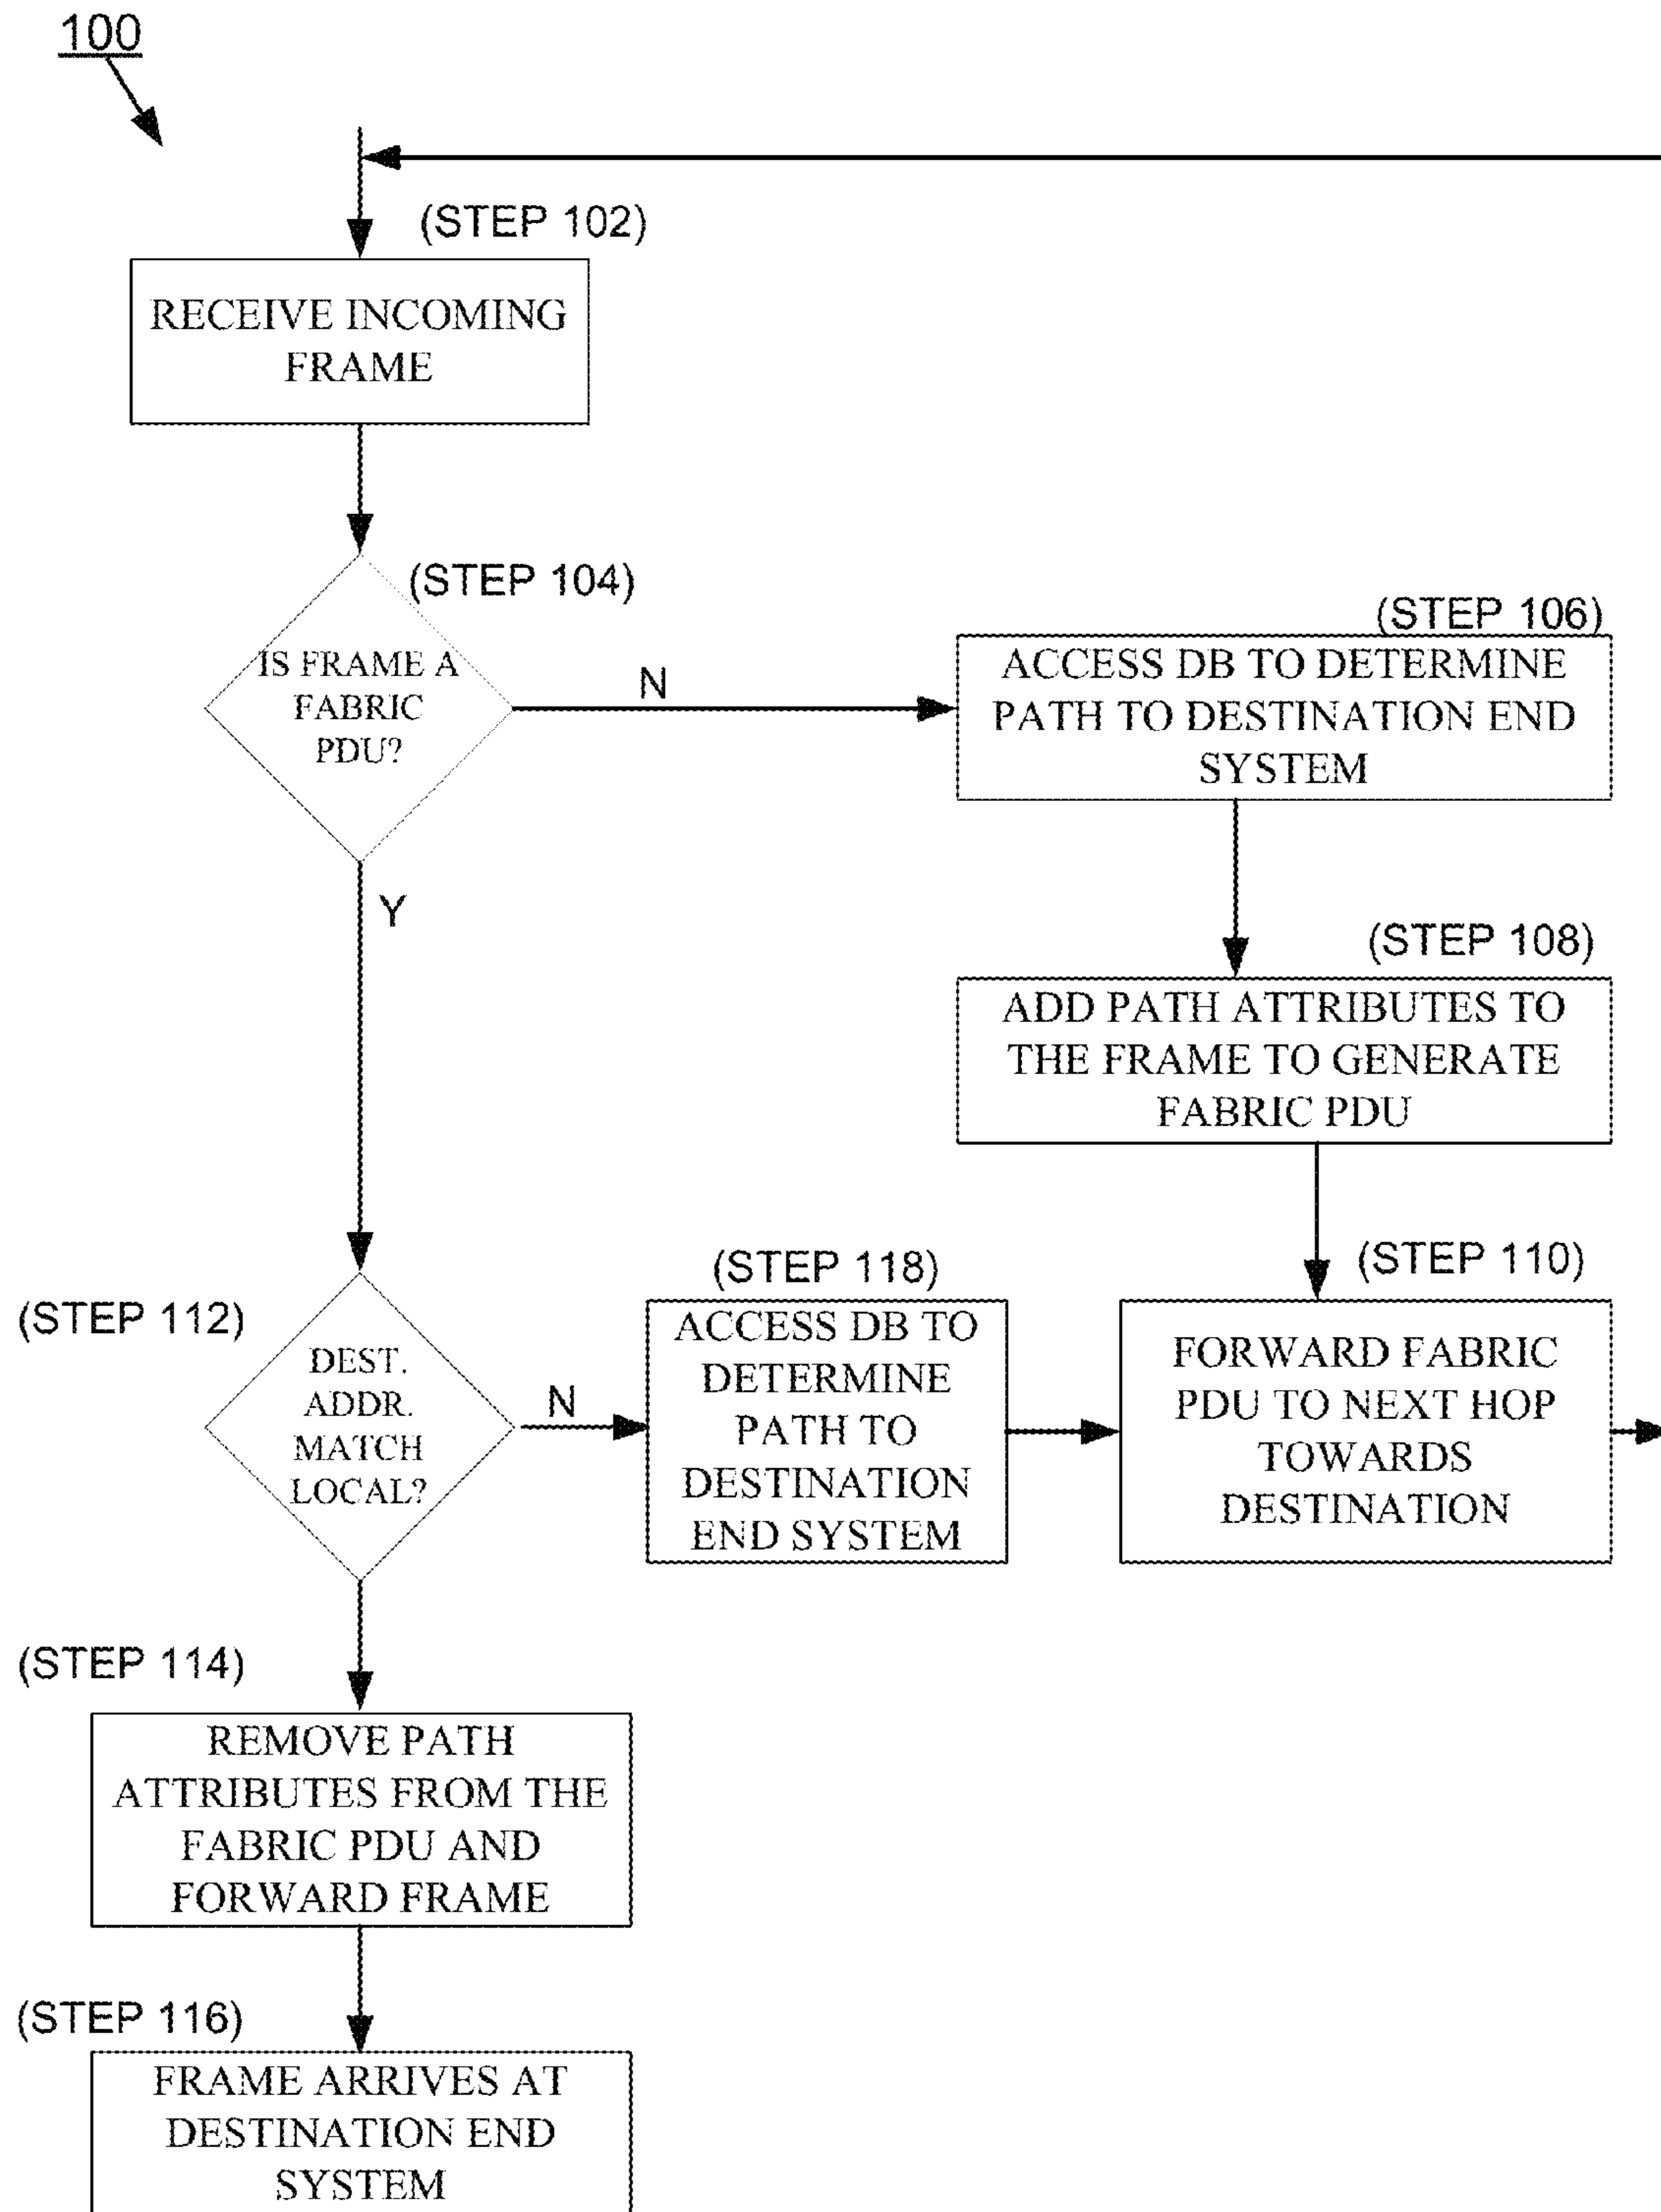 100
(STEP 102)
RECEIVE INCOMING
FRAME
(STEP 104)
IS FRAME A
FABRIC
PDU?
N
Y
(STEP 106)
ACCESS DB TO DETERMINE
PATH TO DESTINATION END
SYSTEM
(STEP 108)
ADD PATH ATTRIBUTES TO
THE FRAME TO GENERATE
FABRIC PDU
(STEP 112)
DEST.
ADDR.
MATCH
LOCAL?
N
(STEP 118)
ACCESS DB TO
DETERMINE
PATH TO
DESTINATION
END SYSTEM
(STEP 110)
FORWARD FABRIC
PDU TO NEXT HOP
TOWARDS
DESTINATION
(STEP 114)
REMOVE PATH
ATTRIBUTES FROM THE
FABRIC PDU AND
FORWARD FRAME
(STEP 116)
FRAME ARRIVES AT
DESTINATION END
SYSTEM